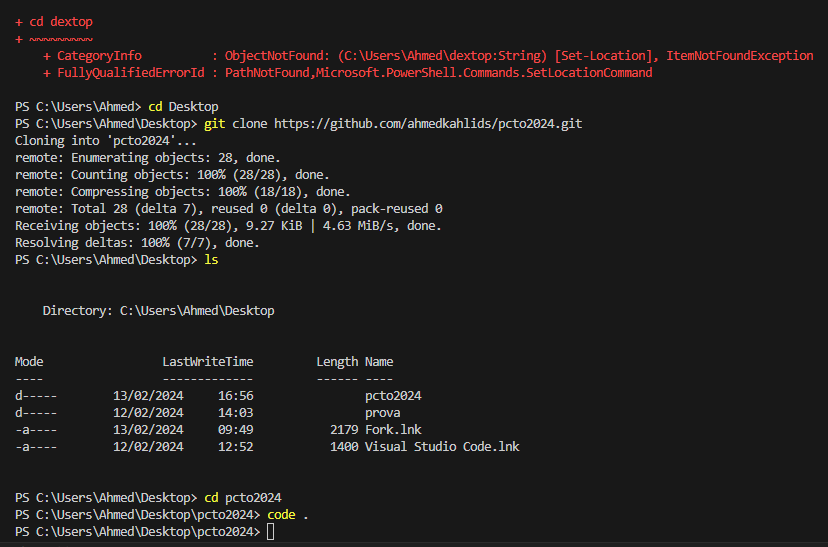 + cd dextop
+ ~~~~~~~~~
    + CategoryInfo          : ObjectNotFound: (C:\Users\Ahmed\dextop:String) [Set-Location], ItemNotFoundException
    + FullyQualifiedErrorId : PathNotFound,Microsoft.PowerShell.Commands.SetLocationCommand

PS C:\Users\Ahmed> cd Desktop
PS C:\Users\Ahmed\Desktop> git clone https://github.com/ahmedkahlids/pcto2024.git
Cloning into 'pcto2024'...
remote: Enumerating objects: 28, done.
remote: Counting objects: 100% (28/28), done.
remote: Compressing objects: 100% (18/18), done.
remote: Total 28 (delta 7), reused 0 (delta 0), pack-reused 0
Receiving objects: 100% (28/28), 9.27 KiB | 4.63 MiB/s, done.
Resolving deltas: 100% (7/7), done.
PS C:\Users\Ahmed\Desktop> ls

    Directory: C:\Users\Ahmed\Desktop

Mode                 LastWriteTime         Length Name
----                 -------------         ------ ----
d-----        13/02/2024     16:56                pcto2024
d-----        12/02/2024     14:03                prova
-a----        13/02/2024     09:49           2179 Fork.lnk
-a----        12/02/2024     12:52           1400 Visual Studio Code.lnk

PS C:\Users\Ahmed\Desktop> cd pcto2024
PS C:\Users\Ahmed\Desktop\pcto2024> code .
PS C:\Users\Ahmed\Desktop\pcto2024>